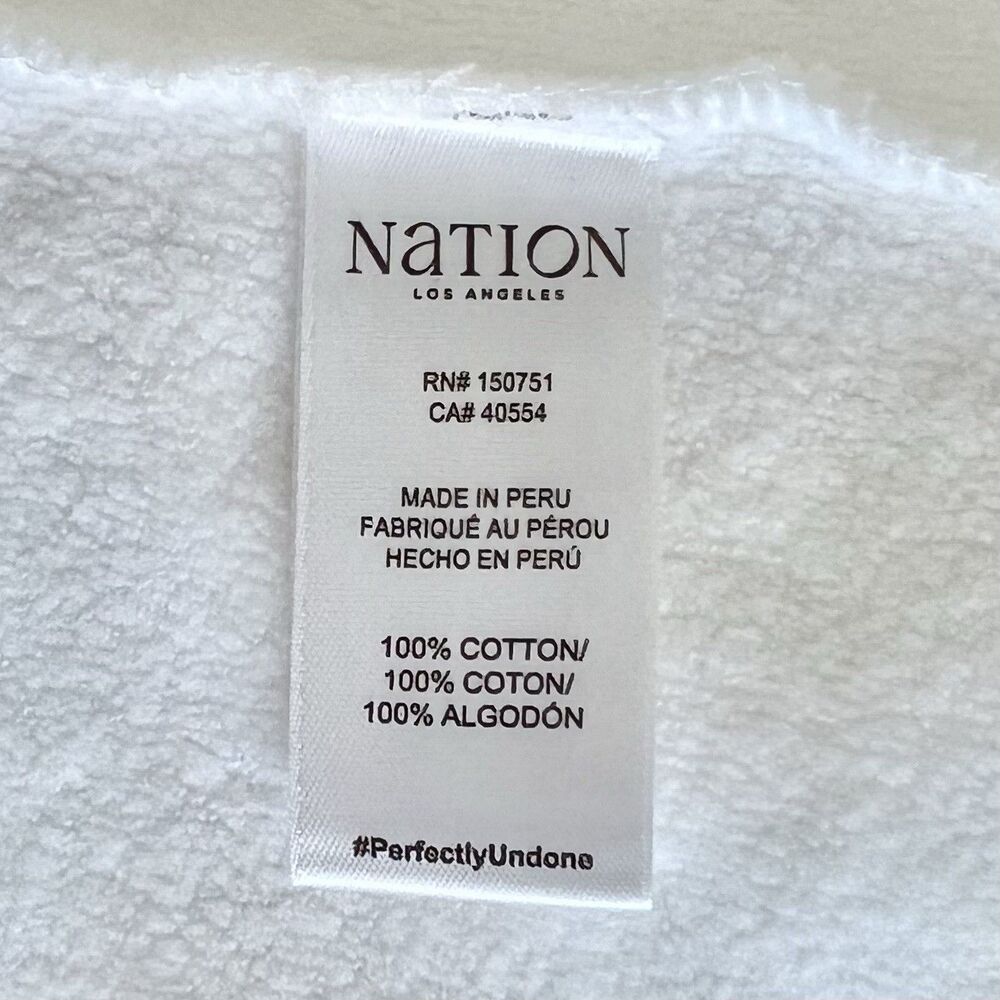 NaTION
LOS ANGELES
RN# 150751
CA# 40554
MADE IN PERU
FABRIQUÉ AU PÉROU
HECHO EN PERÚ
100% COTTON/
100% COTON/
100% ALGODÓN
#PerfectlyUndone